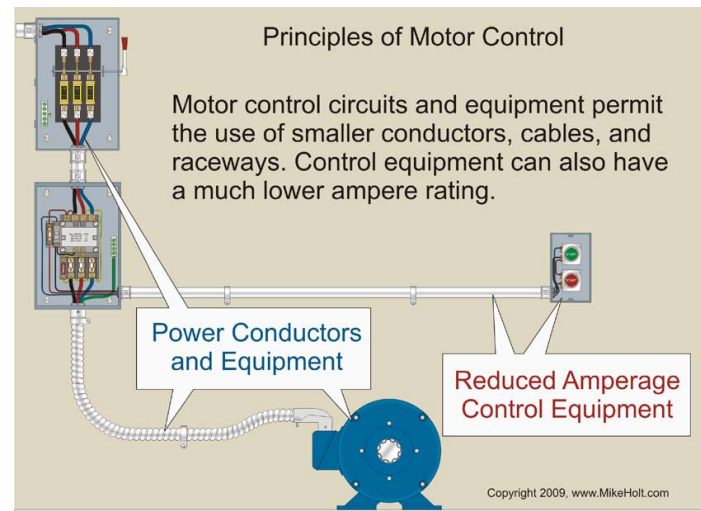 Principles of Motor Control
Motor control circuits and equipment permit
the use of smaller conductors, cables, and
raceways. Control equipment can also have
a much lower ampere rating.
Power Conductors
and Equipment
Reduced Amperage
Control Equipment
Copyright 2009, www.MikeHolt.com